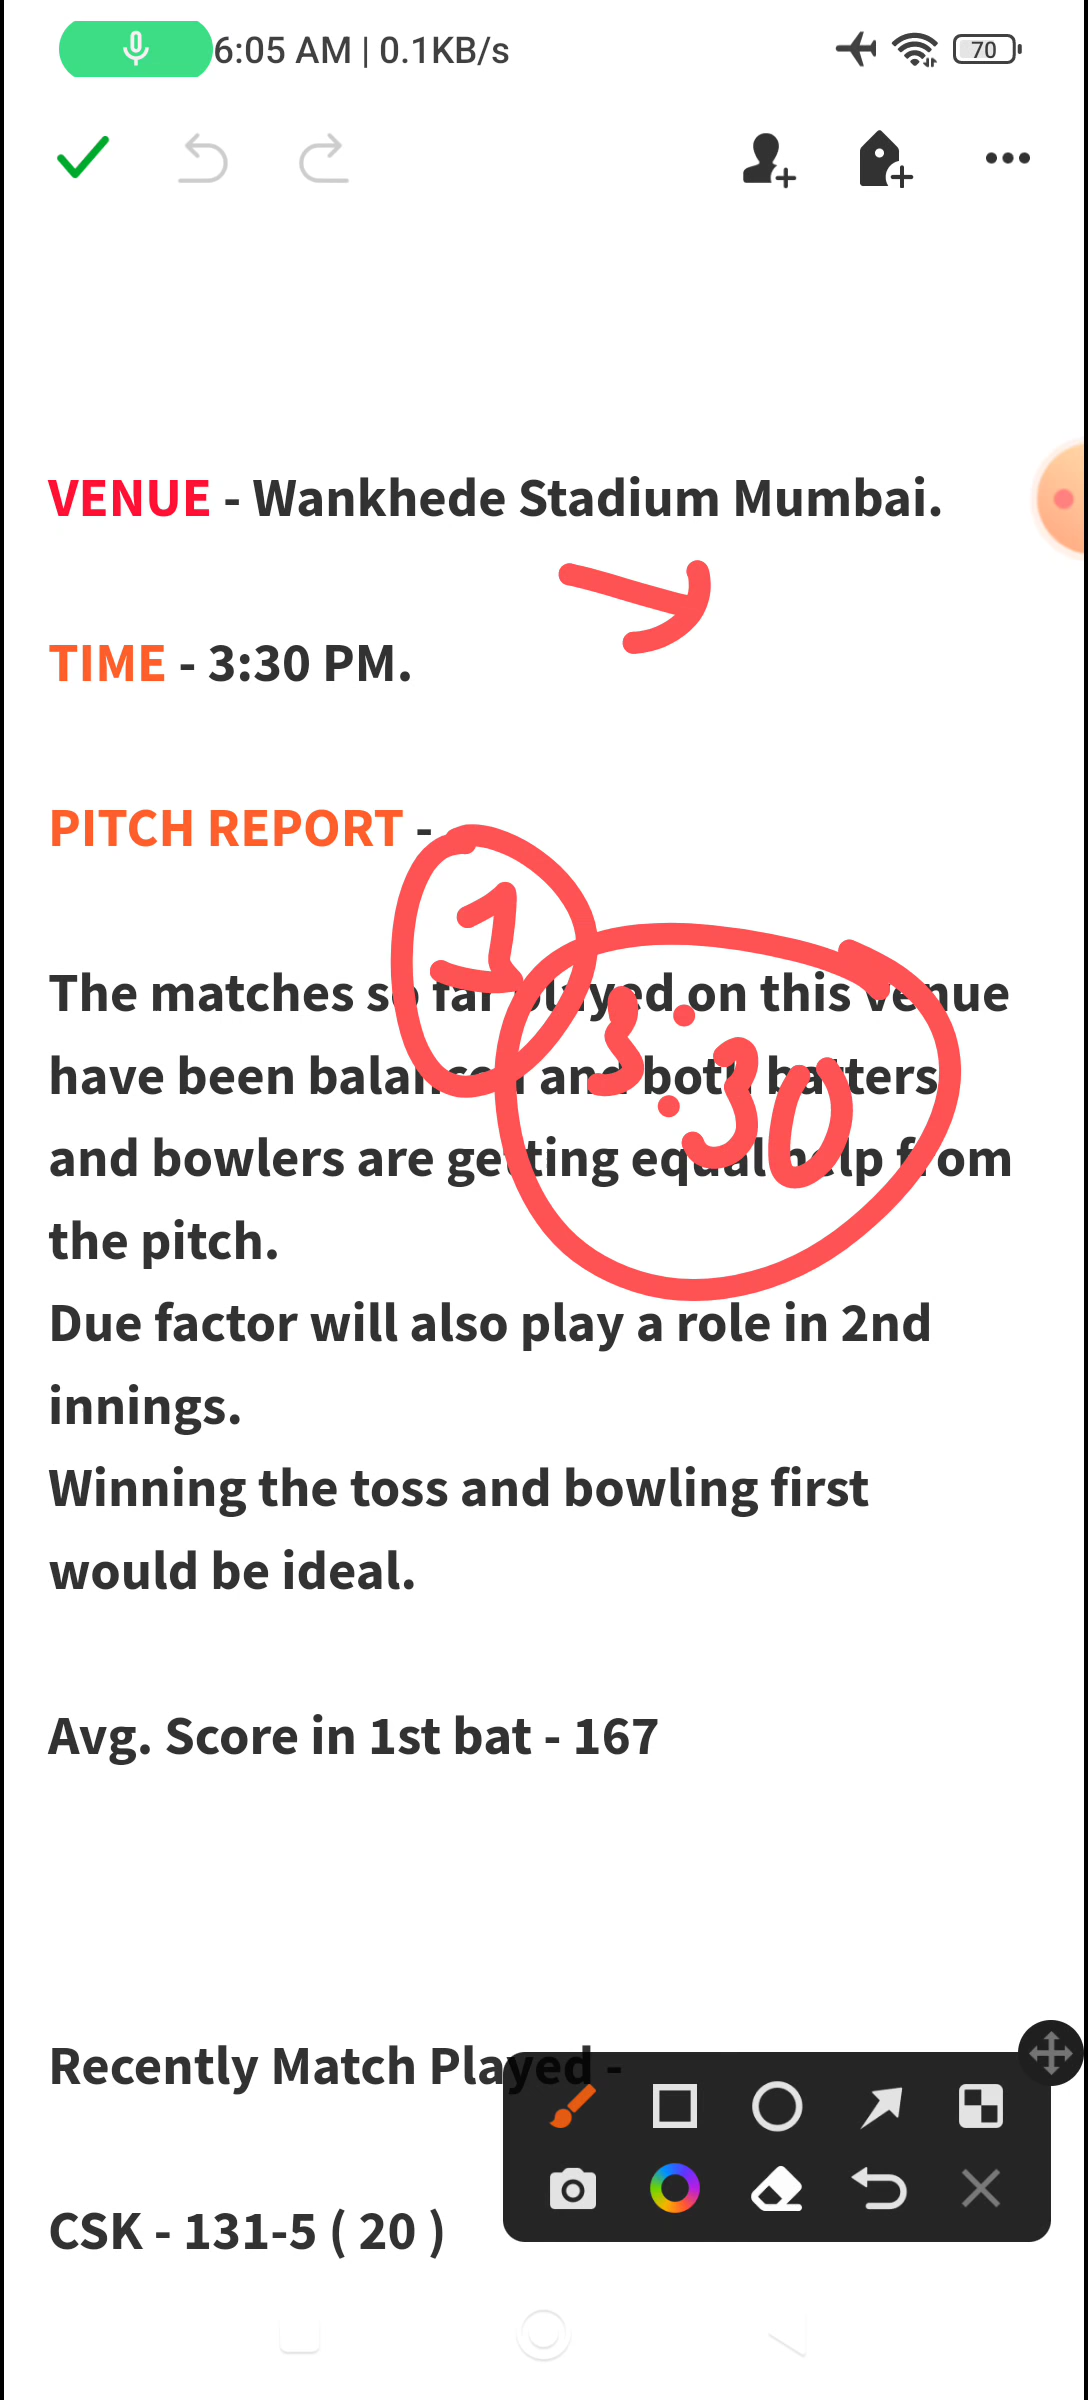 6:05 AM | 0.1KB/s
70
VENUE - Wankhede Stadium Mumbai.
TIME - 3:30 PM.
PITCH REPORT -
1
The matches so far played on this venue
have been balanced and both batters
3:30
and bowlers are getting equal help from
the pitch.
Due factor will also play a role in 2nd
innings.
Winning the toss and bowling first
would be ideal.
Avg. Score in 1st bat - 167
Recently Match Played -
CSK - 131-5 ( 20 )